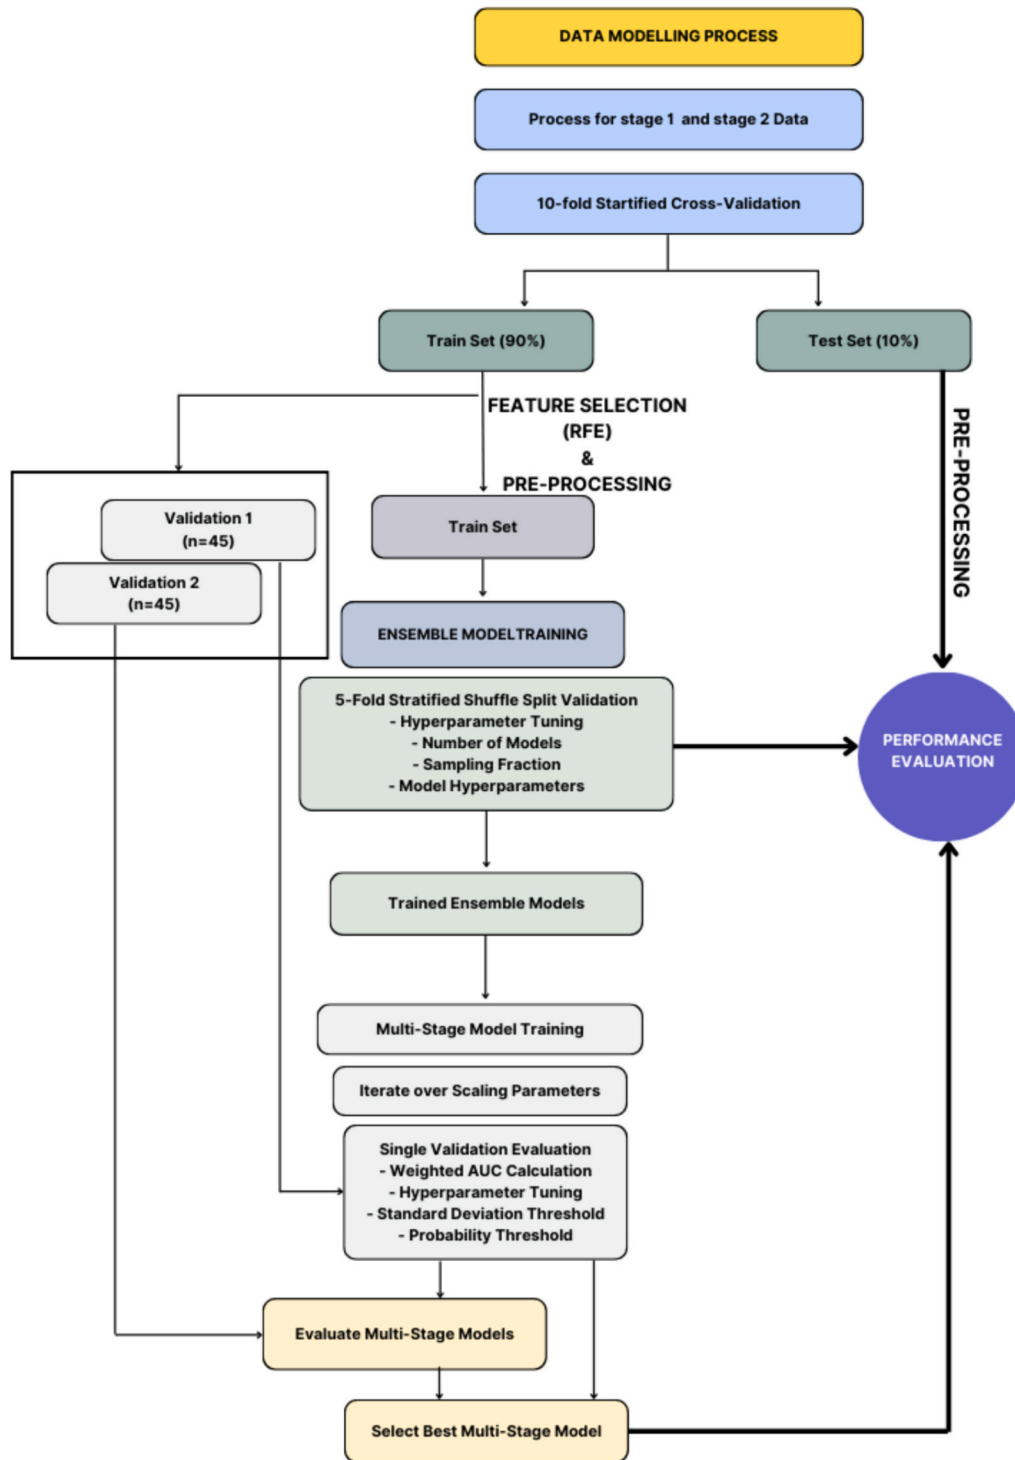 DATA MODELLING PROCESS
Process for stage 1 and stage 2 Data
10-fold Startified Cross-Validation
Train Set (90%)
Test Set (10%)
FEATURE SELECTION
(RFE)
&
PRE-PROCESSING
PRE-PROCESSING
Validation 1
(n=45)
Validation 2
(n=45)
Train Set
ENSEMBLE MODELTRAINING
5-Fold Stratified Shuffle Split Validation
- Hyperparameter Tuning
- Number of Models
- Sampling Fraction
- Model Hyperparameters
PERFORMANCE
EVALUATION
Trained Ensemble Models
Multi-Stage Model Training
Iterate over Scaling Parameters
Single Validation Evaluation
- Weighted AUC Calculation
- Hyperparameter Tuning
- Standard Deviation Threshold
- Probability Threshold
Evaluate Multi-Stage Models
Select Best Multi-Stage Model